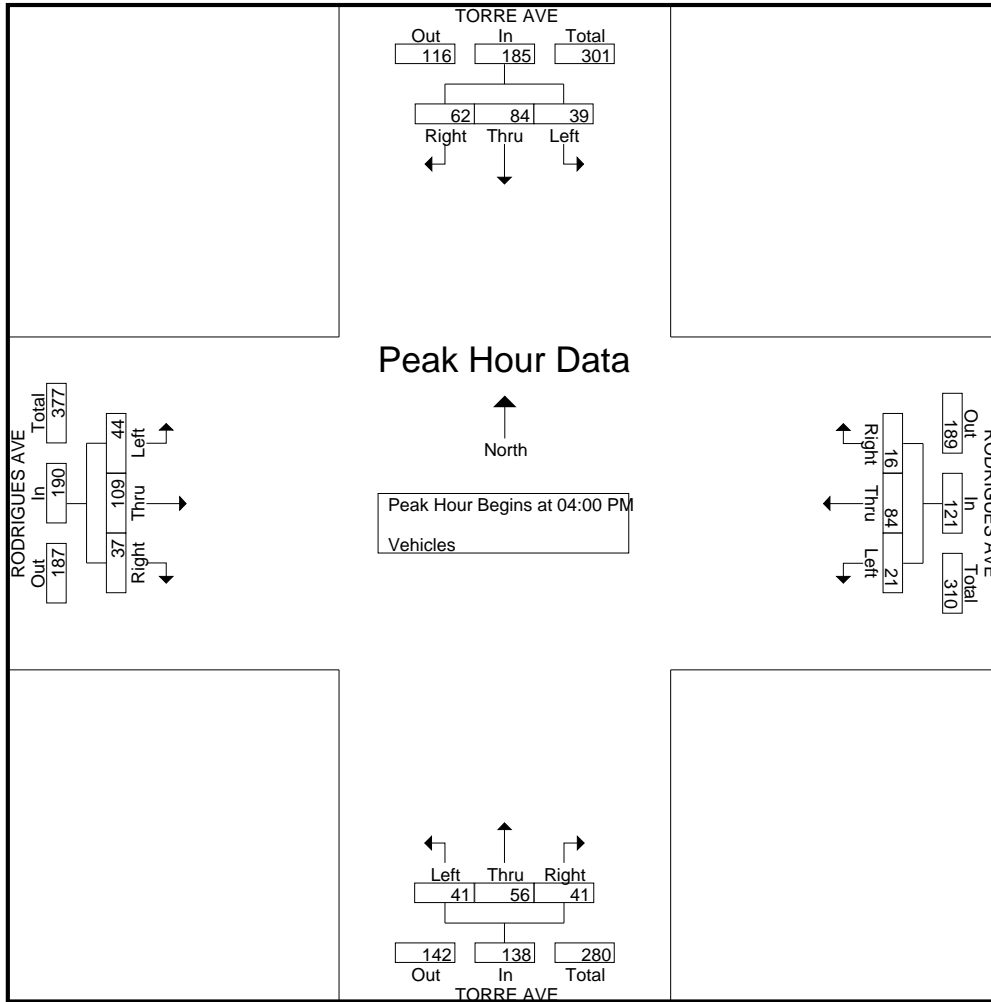 TORRE AVE
Out In Total
116 185 301
62 84 39
Right Thru Left
Peak Hour Data
North
Peak Hour Begins at 04:00 PM
Vehicles
RODRIGUES AVE
Out In Total
187 190 377
37 109 44
Right Thru Left
RODRIGUES AVE
Out In Total
189 121 310
16 84 21
Right Thru Left
Left Thru Right
41 56 41
142 138 280
Out In Total
TORRE AVE